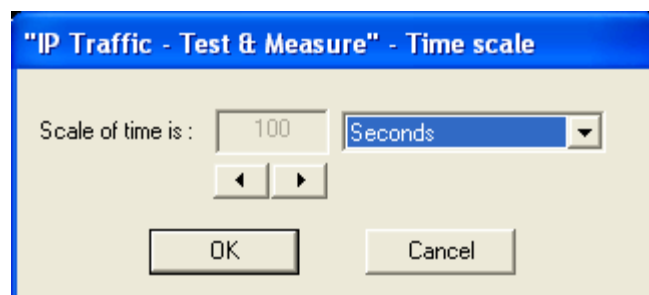 "IP Traffic - Test & Measure" - Time scale
Scale of time is : 100 Seconds
OK Cancel